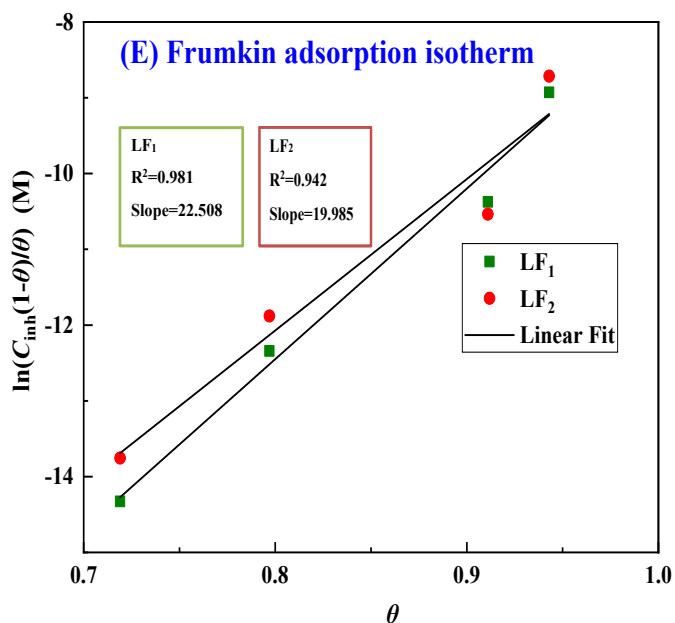 (E) Frumkin adsorption isotherm
LF₁
R²=0.981
Slope=22.508
LF₂
R²=0.942
Slope=19.985
LF₁
LF₂
Linear Fit
ln(C_inh(1-θ)/θ) (M)
-8
-10
-12
-14
0.7 0.8 0.9 1.0
θ